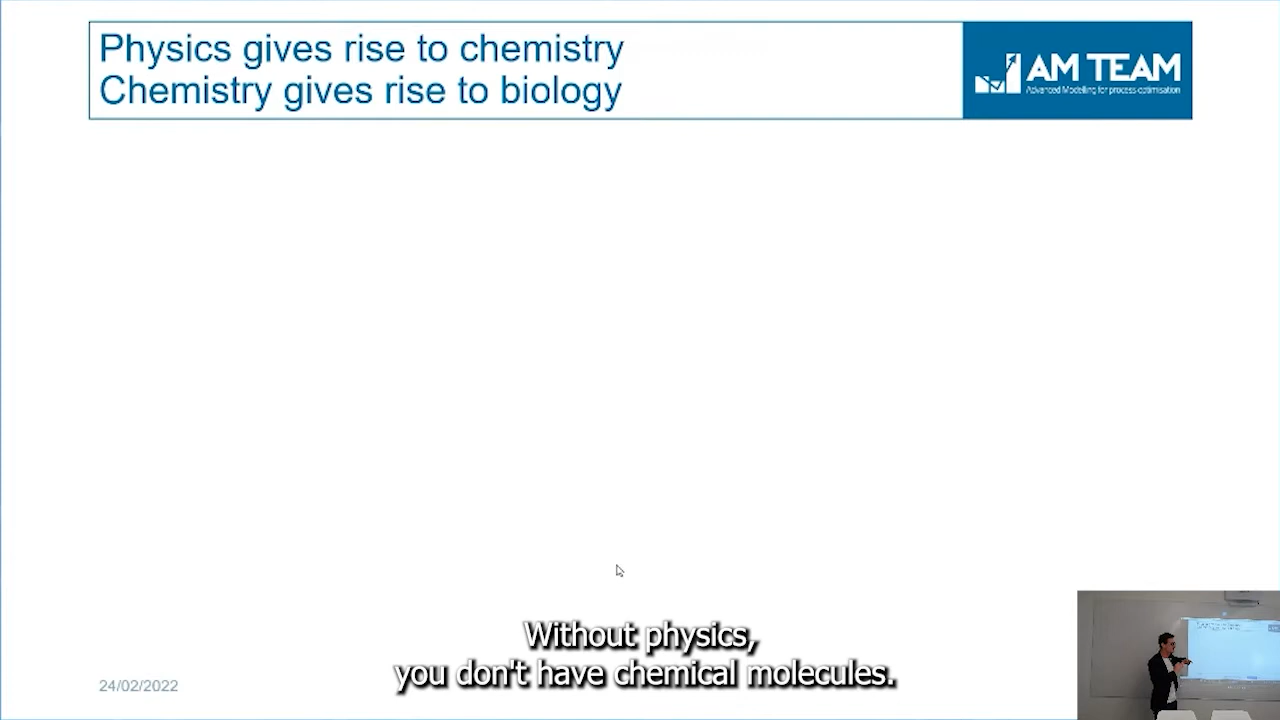 Physics gives rise to chemistry
Chemistry gives rise to biology
AM TEAM
Advanced Modelling for process optimisation
Without physics,
you don't have chemical molecules.
24/02/2022